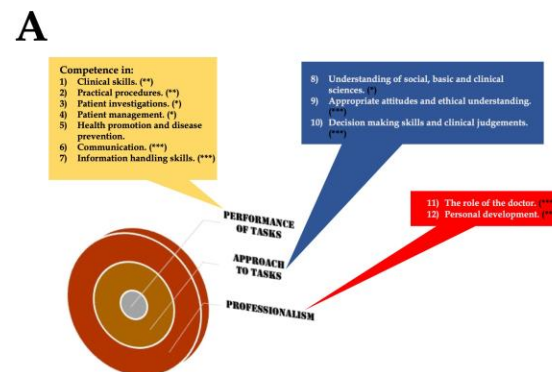 A
Competence in:
1) Clinical skills. (**)
2) Practical procedures. (**)
3) Patient investigations. (*)
4) Patient management. (*)
5) Health promotion and disease
prevention.
6) Communication. (***)
7) Information handling skills. (***)
8) Understanding of social, basic and clinical
sciences. (*)
9) Appropriate attitudes and ethical understanding.
(***)
10) Decision making skills and clinical judgements.
(***)
11) The role of the doctor. (***
12) Personal development. (**
PERFORMANCE
OF TASKS
APPROACH
TO TASKS
PROFESSIONALISM